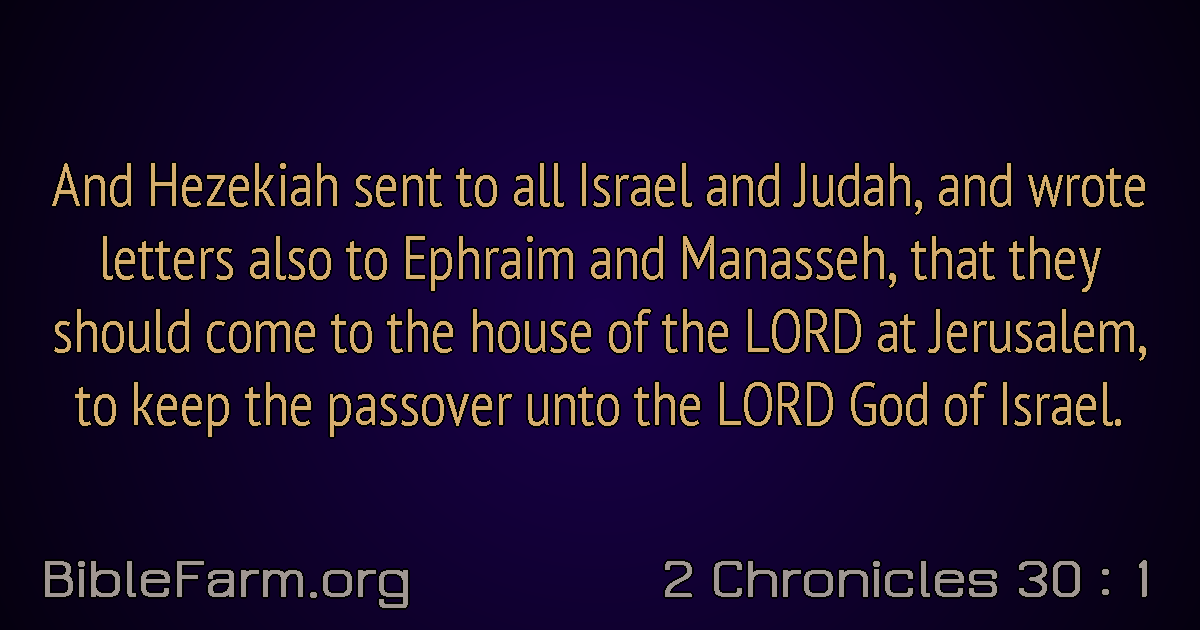 And Hezekiah sent to all Israel and Judah, and wrote
letters also to Ephraim and Manasseh, that they
should come to the house of the LORD at Jerusalem,
to keep the passover unto the LORD God of Israel.
BibleFarm.org
2 Chronicles 30 : 1